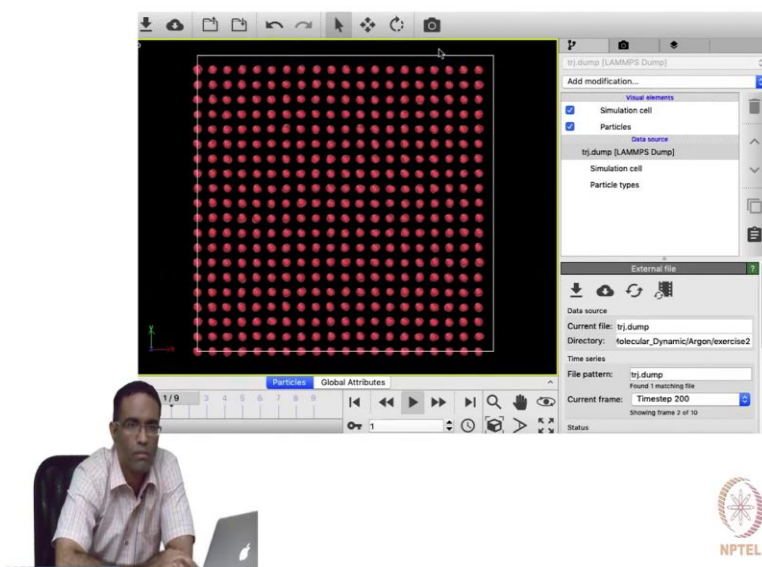 trj.dump [LAMMPS Dump]
Add modification...
Visual elements
Simulation cell
Particles
Data source
trj.dump [LAMMPS Dump]
Simulation cell
Particle types
External file
?
Data source
Current file: trj.dump
Directory: Molecular_Dynamic/Argon/exercise2
Time series
File pattern: trj.dump
Found 1 matching file
Current frame: Timestep 200
Showing frame 2 of 10
Status
y
Particles Global Attributes
1/9 3 4 5 6 7 8 9
1
NPTEL